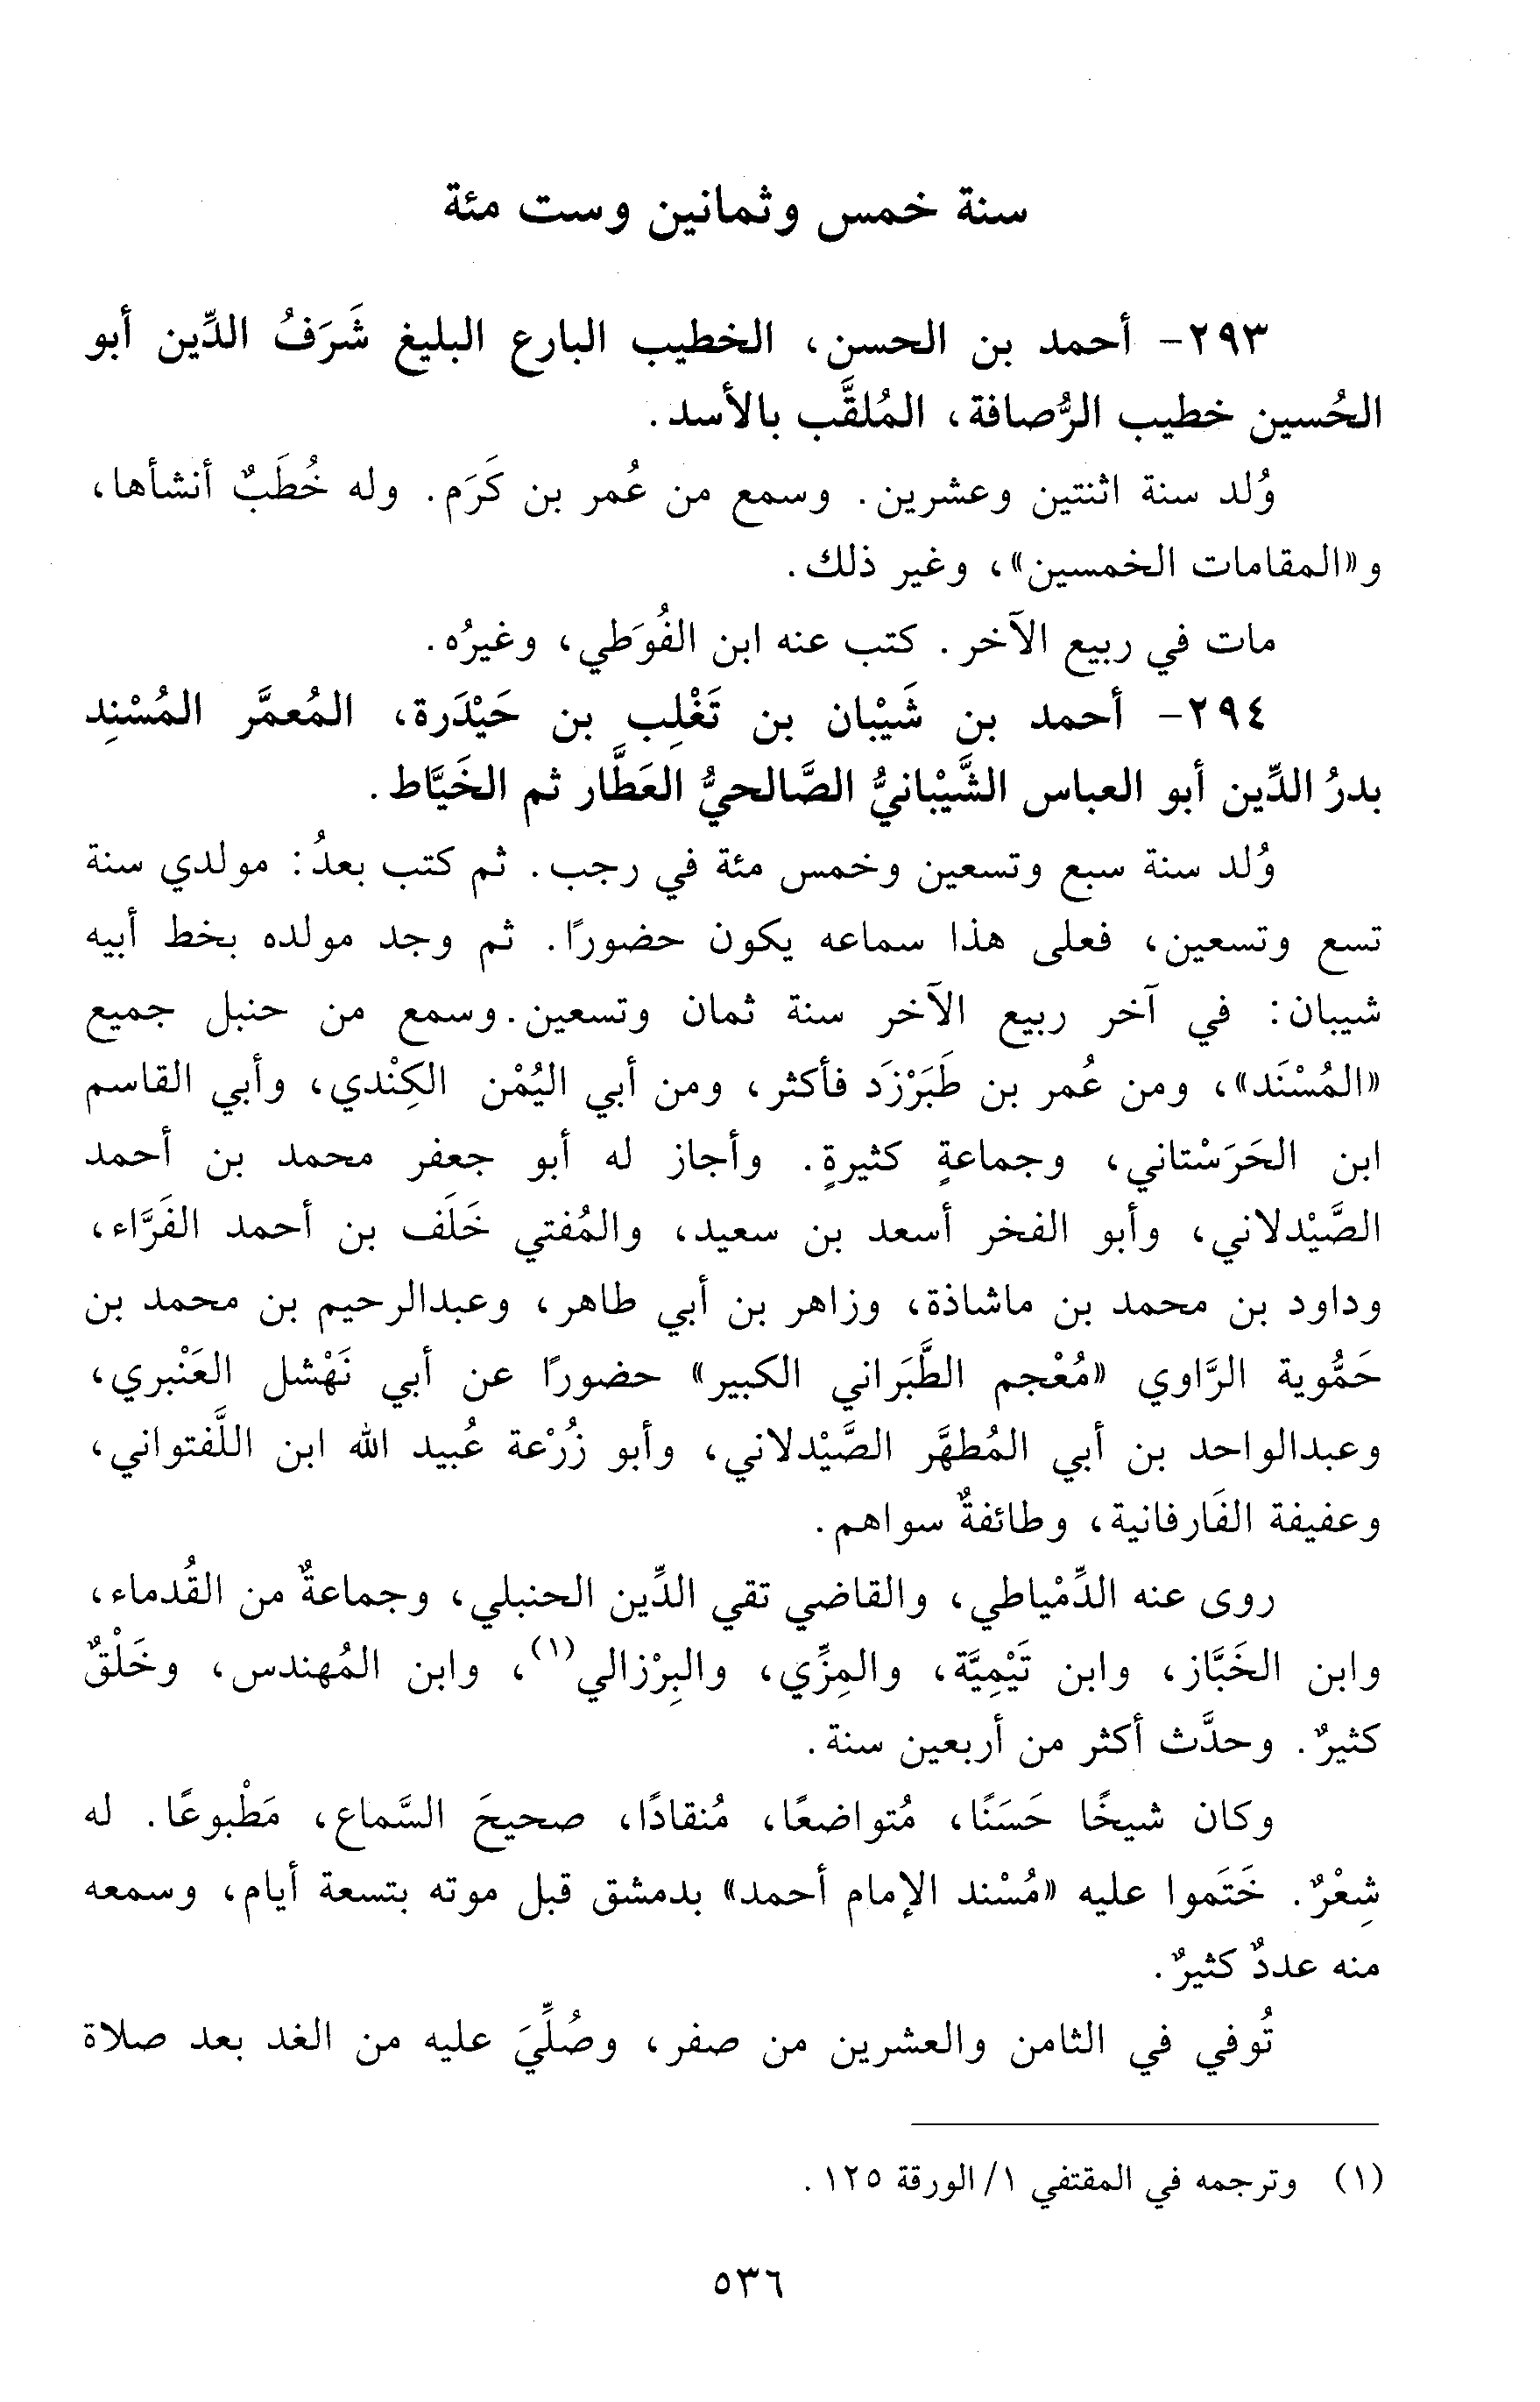 سنة خمس وثمانين وست مئة
٢٩٣- أحمد بن الحسن، الخطيب البارع البليغ شَرَفُ الدِّين أبو
الحُسين خطيب الرُّصافة، المُلقَّب بالأسد.
وُلد سنة اثنتين وعشرين. وسمع من عُمر بن كَرَم. وله خُطَبٌ أنشأها،
و«المقامات الخمسين»، وغير ذلك.
مات في ربيع الآخر. كتب عنه ابن الفُوَطي، وغيرُه.
٢٩٤- أحمد بن شَيْبان بن تَغْلِب بن حَيْدَرة، المُعمَّر المُسْنِد
بدرُ الدِّين أبو العباس الشَّيْبانيُّ الصَّالحيُّ العَطَّار ثم الخَيَّاط.
وُلد سنة سبع وتسعين وخمس مئة في رجب. ثم كتب بعدُ: مولدي سنة
تسع وتسعين، فعلى هذا سماعه يكون حضورًا. ثم وجد مولده بخط أبيه
شيبان: في آخر ربيع الآخر سنة ثمان وتسعين. وسمع من حنبل جميع
«المُسْنَد»، ومن عُمر بن طَبَرْزَد فأكثر، ومن أبي اليُمْن الكِنْدي، وأبي القاسم
ابن الحَرَسْتاني، وجماعةٍ كثيرةٍ. وأجاز له أبو جعفر محمد بن أحمد
الصَّيْدلاني، وأبو الفخر أسعد بن سعيد، والمُفتي خَلَف بن أحمد الفَرَّاء،
وداود بن محمد بن ماشاذة، وزاهر بن أبي طاهر، وعبدالرحيم بن محمد بن
حَمُّوية الرَّاوي «مُعْجم الطَّبَراني الكبير» حضورًا عن أبي نَهْشل العَنْبري،
وعبدالواحد بن أبي المُطهَّر الصَّيْدلاني، وأبو زُرْعة عُبيد الله ابن اللَّفتواني،
وعفيفة الفَارفانية، وطائفةٌ سواهم.
روى عنه الدِّمْياطي، والقاضي تقي الدِّين الحنبلي، وجماعةٌ من القُدماء،
وابن الخَبَّاز، وابن تَيْمِيَّة، والمِزِّي، والبِرْزالي(١)، وابن المُهندس، وخَلْقٌ
كثيرٌ. وحدَّث أكثر من أربعين سنة.
وكان شيخًا حَسَنًا، مُتواضعًا، مُنقادًا، صحيحَ السَّماع، مَطْبوعًا. له
شِعْرٌ. خَتَموا عليه «مُسْند الإمام أحمد» بدمشق قبل موته بتسعة أيام، وسمعه
منه عددٌ كثيرٌ.
تُوفي في الثامن والعشرين من صفر، وصُلِّيَ عليه من الغد بعد صلاة
(١) وترجمه في المقتفي ١/ الورقة ١٢٥.
٥٣٦